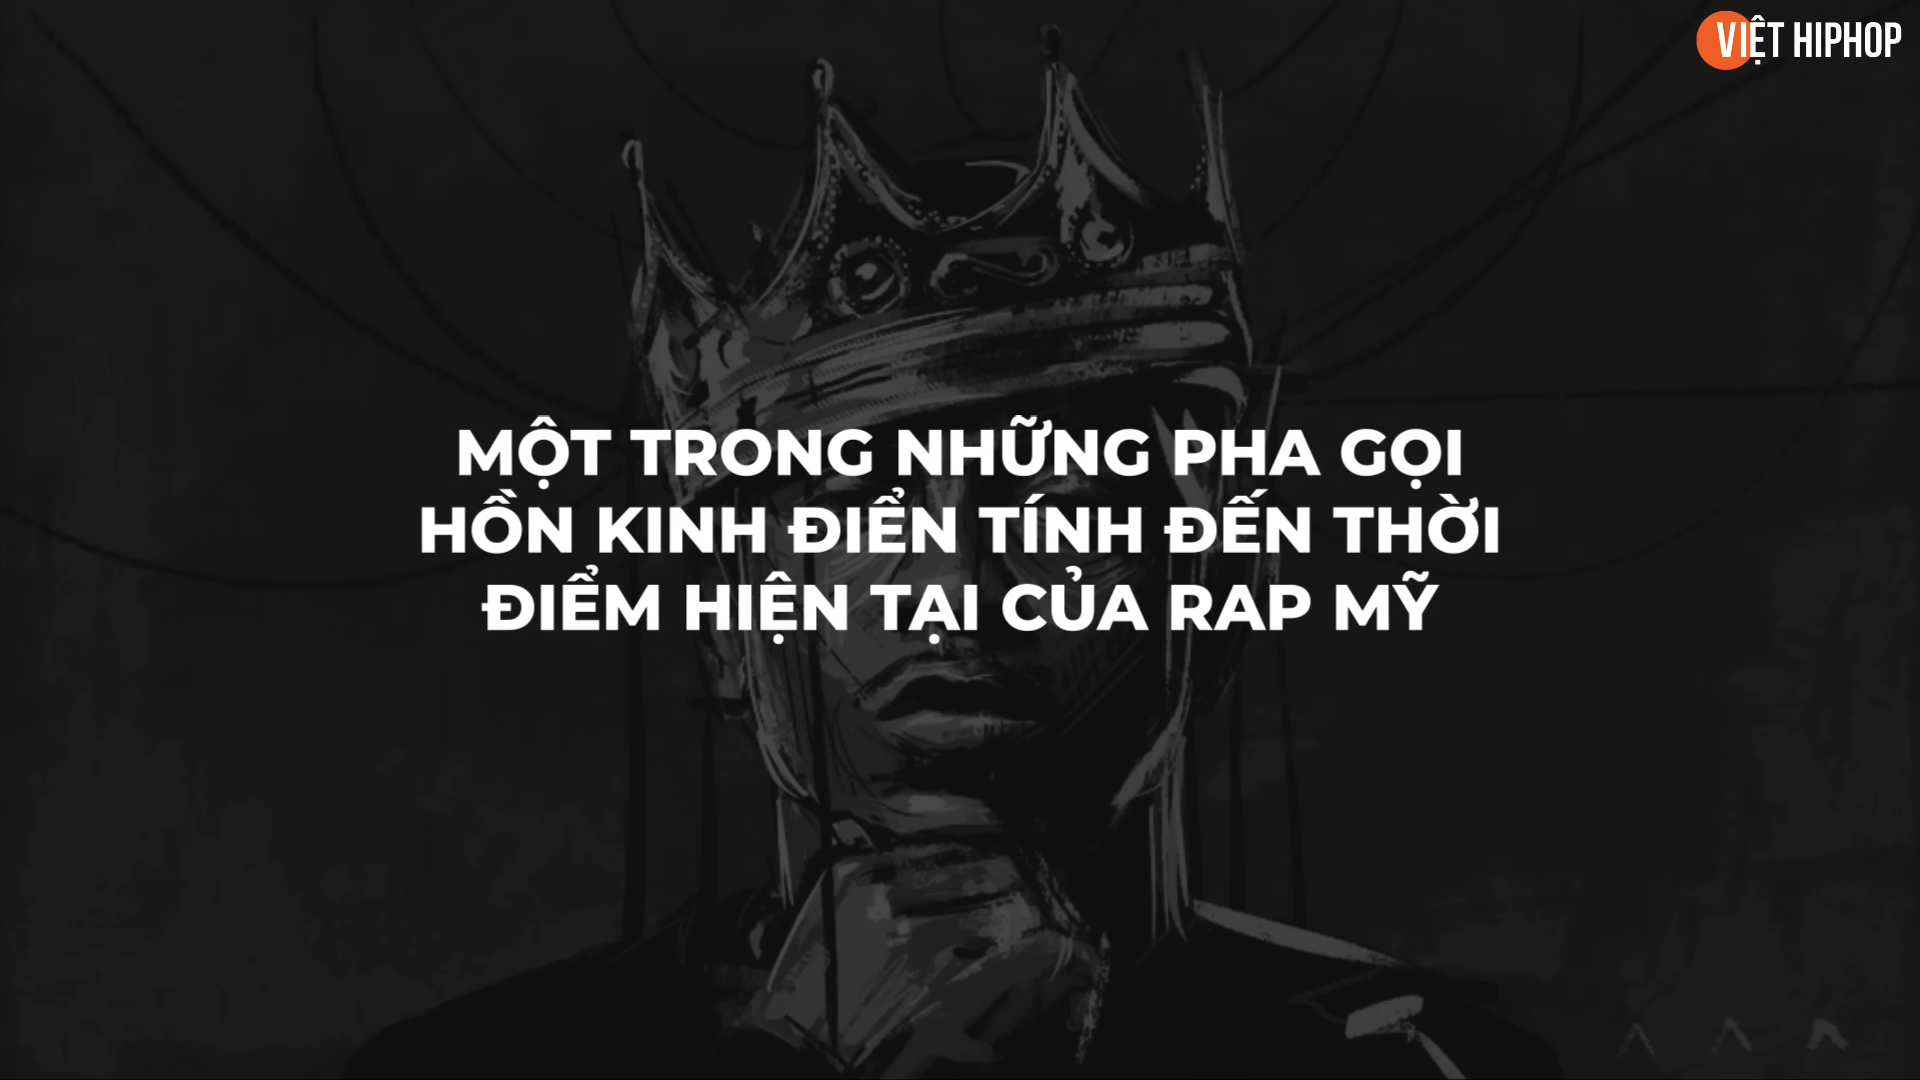 VIỆT HIPHOP
MỘT TRONG NHỮNG PHA GỌI
HỒN KINH ĐIỂN TÍNH ĐẾN THỜI
ĐIỂM HIỆN TẠI CỦA RAP MỸ